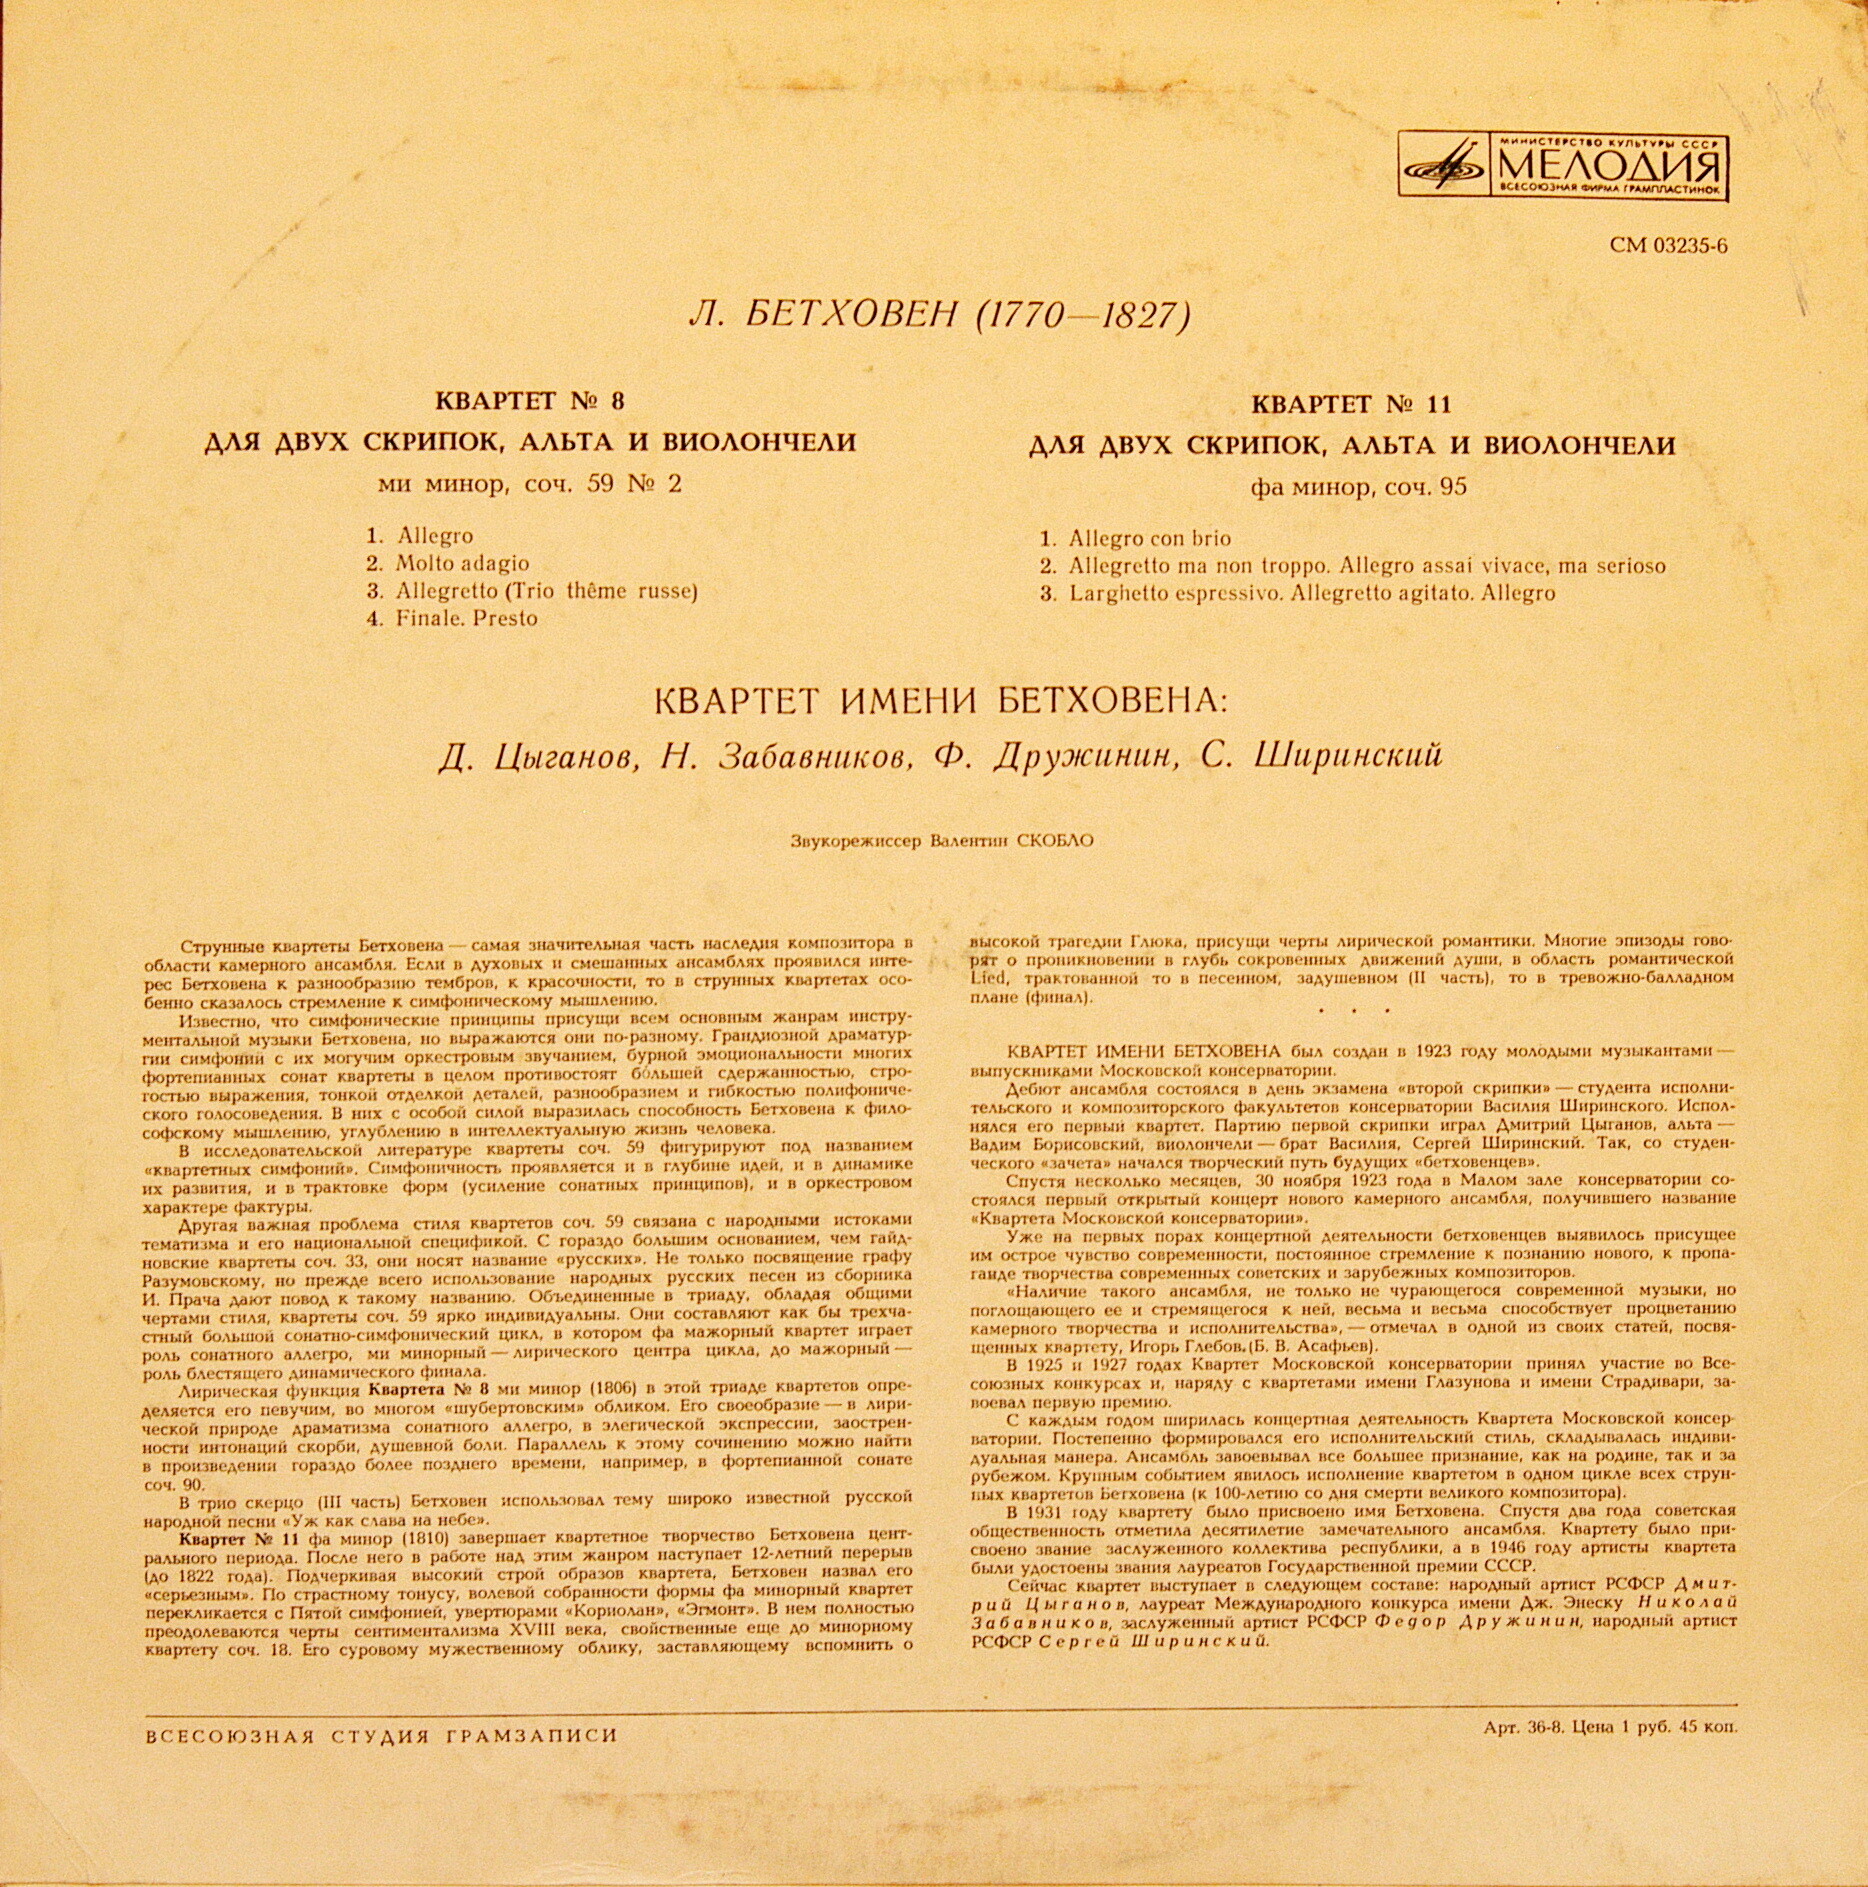 МИНИСТЕРСТВО КУЛЬТУРЫ СССР
МЕЛОДИЯ
ВСЕСОЮЗНАЯ ФИРМА ГРАМПЛАСТИНОК
СМ 03235-6
Л. БЕТХОВЕН (1770—1827)
КВАРТЕТ № 8
ДЛЯ ДВУХ СКРИПОК, АЛЬТА И ВИОЛОНЧЕЛИ
ми минор, соч. 59 № 2
1. Allegro
2. Molto adagio
3. Allegretto (Trio thême russe)
4. Finale. Presto
КВАРТЕТ № 11
ДЛЯ ДВУХ СКРИПОК, АЛЬТА И ВИОЛОНЧЕЛИ
фа минор, соч. 95
1. Allegro con brio
2. Allegretto ma non troppo. Allegro assai vivace, ma serioso
3. Larghetto espressivo. Allegretto agitato. Allegro
КВАРТЕТ ИМЕНИ БЕТХОВЕНА:
Д. Цыганов, Н. Забавников, Ф. Дружинин, С. Ширинский
Звукорежиссер Валентин СКОБЛО
Струнные квартеты Бетховена — самая значительная часть наследия композитора в
области камерного ансамбля. Если в духовых и смешанных ансамблях проявился инте-
рес Бетховена к разнообразию тембров, к красочности, то в струнных квартетах осо-
бенно сказалось стремление к симфоническому мышлению.
Известно, что симфонические принципы присущи всем основным жанрам инстру-
ментальной музыки Бетховена, но выражаются они по-разному. Грандиозной драматур-
гии симфоний с их могучим оркестровым звучанием, бурной эмоциональности многих
фортепианных сонат квартеты в целом противостоят бо́льшей сдержанностью, стро-
гостью выражения, тонкой отделкой деталей, разнообразием и гибкостью полифониче-
ского голосоведения. В них с особой силой выразилась способность Бетховена к фило-
софскому мышлению, углублению в интеллектуальную жизнь человека.
В исследовательской литературе квартеты соч. 59 фигурируют под названием
«квартетных симфоний». Симфоничность проявляется и в глубине идей, и в динамике
их развития, и в трактовке форм (усиление сонатных принципов), и в оркестровом
характере фактуры.
Другая важная проблема стиля квартетов соч. 59 связана с народными истоками
тематизма и его национальной спецификой. С гораздо большим основанием, чем гайд-
новские квартеты соч. 33, они носят название «русских». Не только посвящение графу
Разумовскому, но прежде всего использование народных русских песен из сборника
И. Прача дают повод к такому названию. Объединенные в триаду, обладая общими
чертами стиля, квартеты соч. 59 ярко индивидуальны. Они составляют как бы трехча-
стный большой сонатно-симфонический цикл, в котором фа мажорный квартет играет
роль сонатного аллегро, ми минорный — лирического центра цикла, до мажорный —
роль блестящего динамического финала.
Лирическая функция Квартета № 8 ми минор (1806) в этой триаде квартетов опре-
деляется его певучим, во многом «шубертовским» обликом. Его своеобразие — в лири-
ческой природе драматизма сонатного аллегро, в элегической экспрессии, заострен-
ности интонаций скорби, душевной боли. Параллель к этому сочинению можно найти
в произведении гораздо более позднего времени, например, в фортепианной сонате
соч. 90.
В трио скерцо (III часть) Бетховен использовал тему широко известной русской
народной песни «Уж как слава на небе».
Квартет № 11 фа минор (1810) завершает квартетное творчество Бетховена цент-
рального периода. После него в работе над этим жанром наступает 12-летний перерыв
(до 1822 года). Подчеркивая высокий строй образов квартета, Бетховен назвал его
«серьезным». По страстному тонусу, волевой собранности формы фа минорный квартет
перекликается с Пятой симфонией, увертюрами «Кориолан», «Эгмонт». В нем полностью
преодолеваются черты сентиментализма XVIII века, свойственные еще до минорному
квартету соч. 18. Его суровому мужественному облику, заставляющему вспомнить о
высокой трагедии Глюка, присущи черты лирической романтики. Многие эпизоды гово-
рят о проникновении в глубь сокровенных движений души, в область романтической
Lied, трактованной то в песенном, задушевном (II часть), то в тревожно-балладном
плане (финал).
. . .
КВАРТЕТ ИМЕНИ БЕТХОВЕНА был создан в 1923 году молодыми музыкантами —
выпускниками Московской консерватории.
Дебют ансамбля состоялся в день экзамена «второй скрипки» — студента исполни-
тельского и композиторского факультетов консерватории Василия Ширинского. Испол-
нялся его первый квартет. Партию первой скрипки играл Дмитрий Цыганов, альта —
Вадим Борисовский, виолончели — брат Василия, Сергей Ширинский. Так, со студен-
ческого «зачета» начался творческий путь будущих «бетховенцев».
Спустя несколько месяцев, 30 ноября 1923 года в Малом зале консерватории со-
стоялся первый открытый концерт нового камерного ансамбля, получившего название
«Квартета Московской консерватории».
Уже на первых порах концертной деятельности бетховенцев выявилось присущее
им острое чувство современности, постоянное стремление к познанию нового, к пропа-
ганде творчества современных советских и зарубежных композиторов.
«Наличие такого ансамбля, не только не чурающегося современной музыки, но
поглощающего ее и стремящегося к ней, весьма и весьма способствует процветанию
камерного творчества и исполнительства», — отмечал в одной из своих статей, посвя-
щенных квартету, Игорь Глебов (Б. В. Асафьев).
В 1925 и 1927 годах Квартет Московской консерватории принял участие во Все-
союзных конкурсах и, наряду с квартетами имени Глазунова и имени Страдивари, за-
воевал первую премию.
С каждым годом ширилась концертная деятельность Квартета Московской консер-
ватории. Постепенно формировался его исполнительский стиль, складывалась индиви-
дуальная манера. Ансамбль завоевывал все большее признание, как на родине, так и за
рубежом. Крупным событием явилось исполнение квартетом в одном цикле всех струн-
ных квартетов Бетховена (к 100-летию со дня смерти великого композитора).
В 1931 году квартету было присвоено имя Бетховена. Спустя два года советская
общественность отметила десятилетие замечательного ансамбля. Квартету было при-
своено звание заслуженного коллектива республики, а в 1946 году артисты квартета
были удостоены звания лауреатов Государственной премии СССР.
Сейчас квартет выступает в следующем составе: народный артист РСФСР Дмит-
рий Цыганов, лауреат Международного конкурса имени Дж. Энеску Николай
Забавников, заслуженный артист РСФСР Федор Дружинин, народный артист
РСФСР Сергей Ширинский.
ВСЕСОЮЗНАЯ СТУДИЯ ГРАМЗАПИСИ
Арт. 36-8. Цена 1 руб. 45 коп.